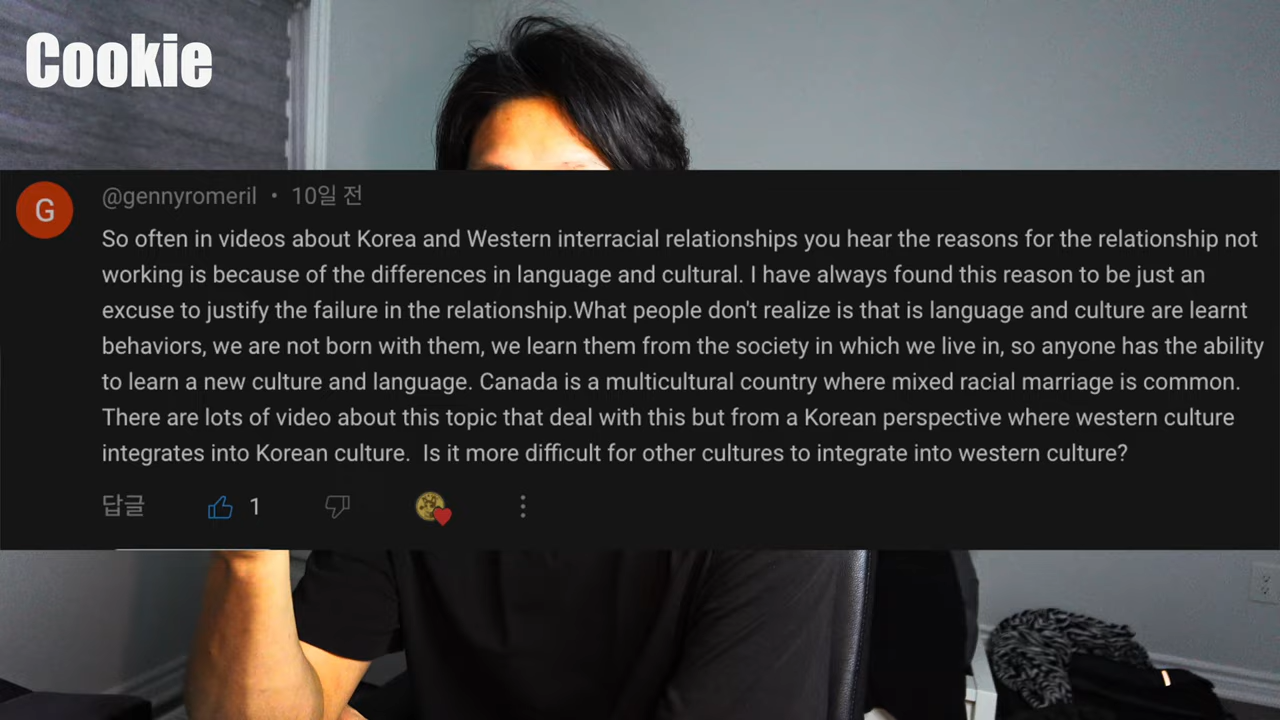 Cookie
G
@gennyromeril • 10일 전
So often in videos about Korea and Western interracial relationships you hear the reasons for the relationship not
working is because of the differences in language and cultural. I have always found this reason to be just an
excuse to justify the failure in the relationship.What people don't realize is that is language and culture are learnt
behaviors, we are not born with them, we learn them from the society in which we live in, so anyone has the ability
to learn a new culture and language. Canada is a multicultural country where mixed racial marriage is common.
There are lots of video about this topic that deal with this but from a Korean perspective where western culture
integrates into Korean culture.  Is it more difficult for other cultures to integrate into western culture?
답글 1